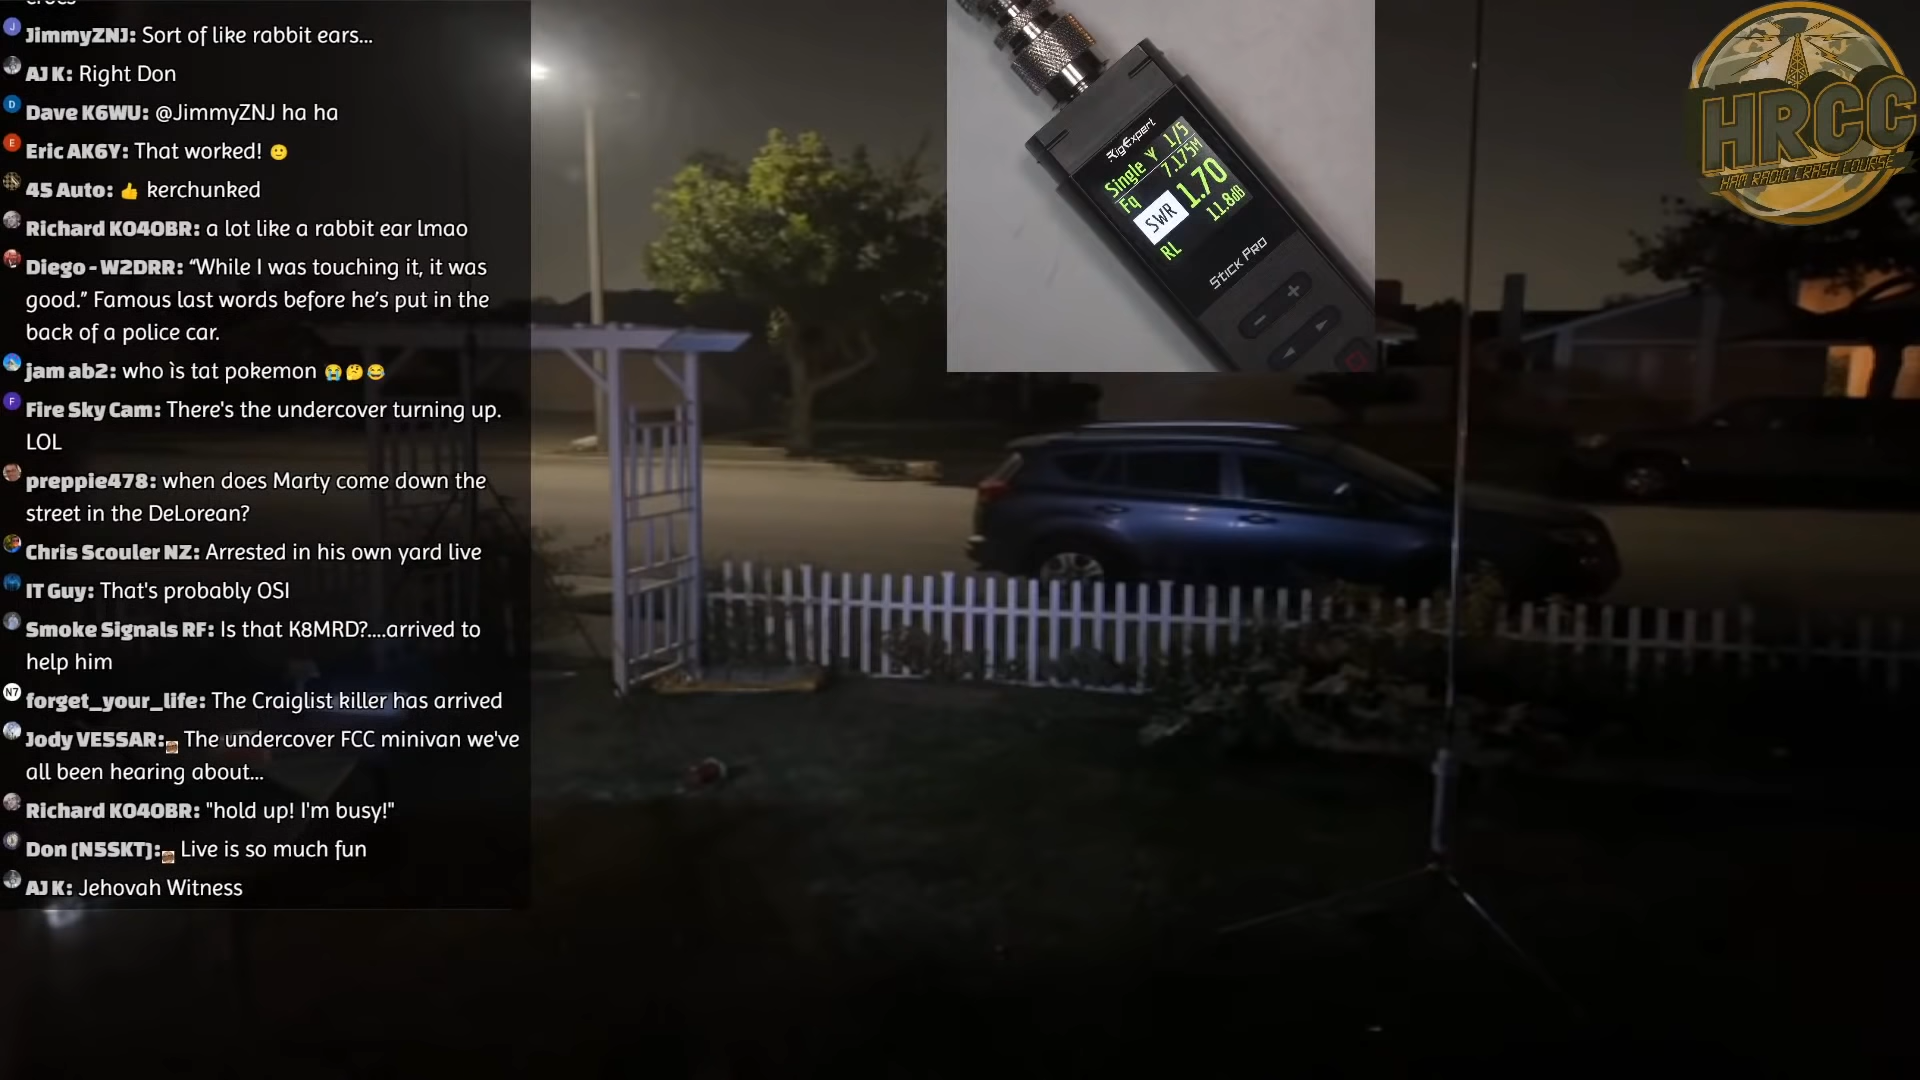 JimmyZNJ: Sort of like rabbit ears...
AJ K: Right Don
Dave K6WU: @JimmyZNJ ha ha
Eric AK6Y: That worked! 🙂
45 Auto: 👍 kerchunked
Richard KO4OBR: a lot like a rabbit ear lmao
Diego - W2DRR: “While I was touching it, it was
good.” Famous last words before he’s put in the
back of a police car.
jam ab2: who ìs tat pokemon 😭🤔😂
Fire Sky Cam: There's the undercover turning up.
LOL
preppie478: when does Marty come down the
street in the DeLorean?
Chris Scouler NZ: Arrested in his own yard live
IT Guy: That's probably OSI
Smoke Signals RF: Is that K8MRD?....arrived to
help him
forget_your_life: The Craiglist killer has arrived
Jody VE5SAR: The undercover FCC minivan we've
all been hearing about...
Richard KO4OBR: "hold up! I'm busy!"
Don (N5SKT): Live is so much fun
AJ K: Jehovah Witness
RigExpert
Single Y 1/5
Fq 7.175M
SWR 1.70
RL 11.8dB
Stick Pro
HRCC
HAM RADIO CRASH COURSE